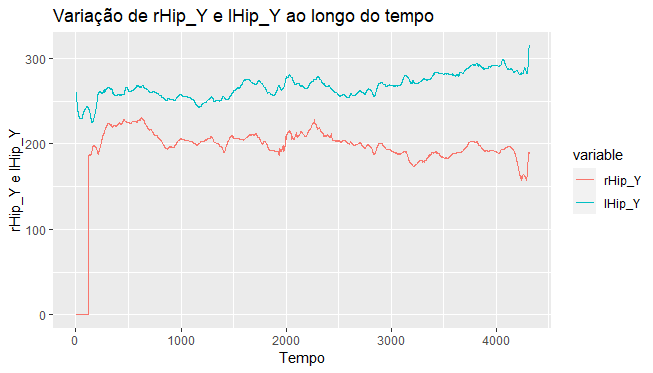 Variação de rHip_Y e lHip_Y ao longo do tempo
rHip_Y e lHip_Y
300
200
100
0
0 1000 2000 3000 4000
Tempo
variable
rHip_Y
lHip_Y